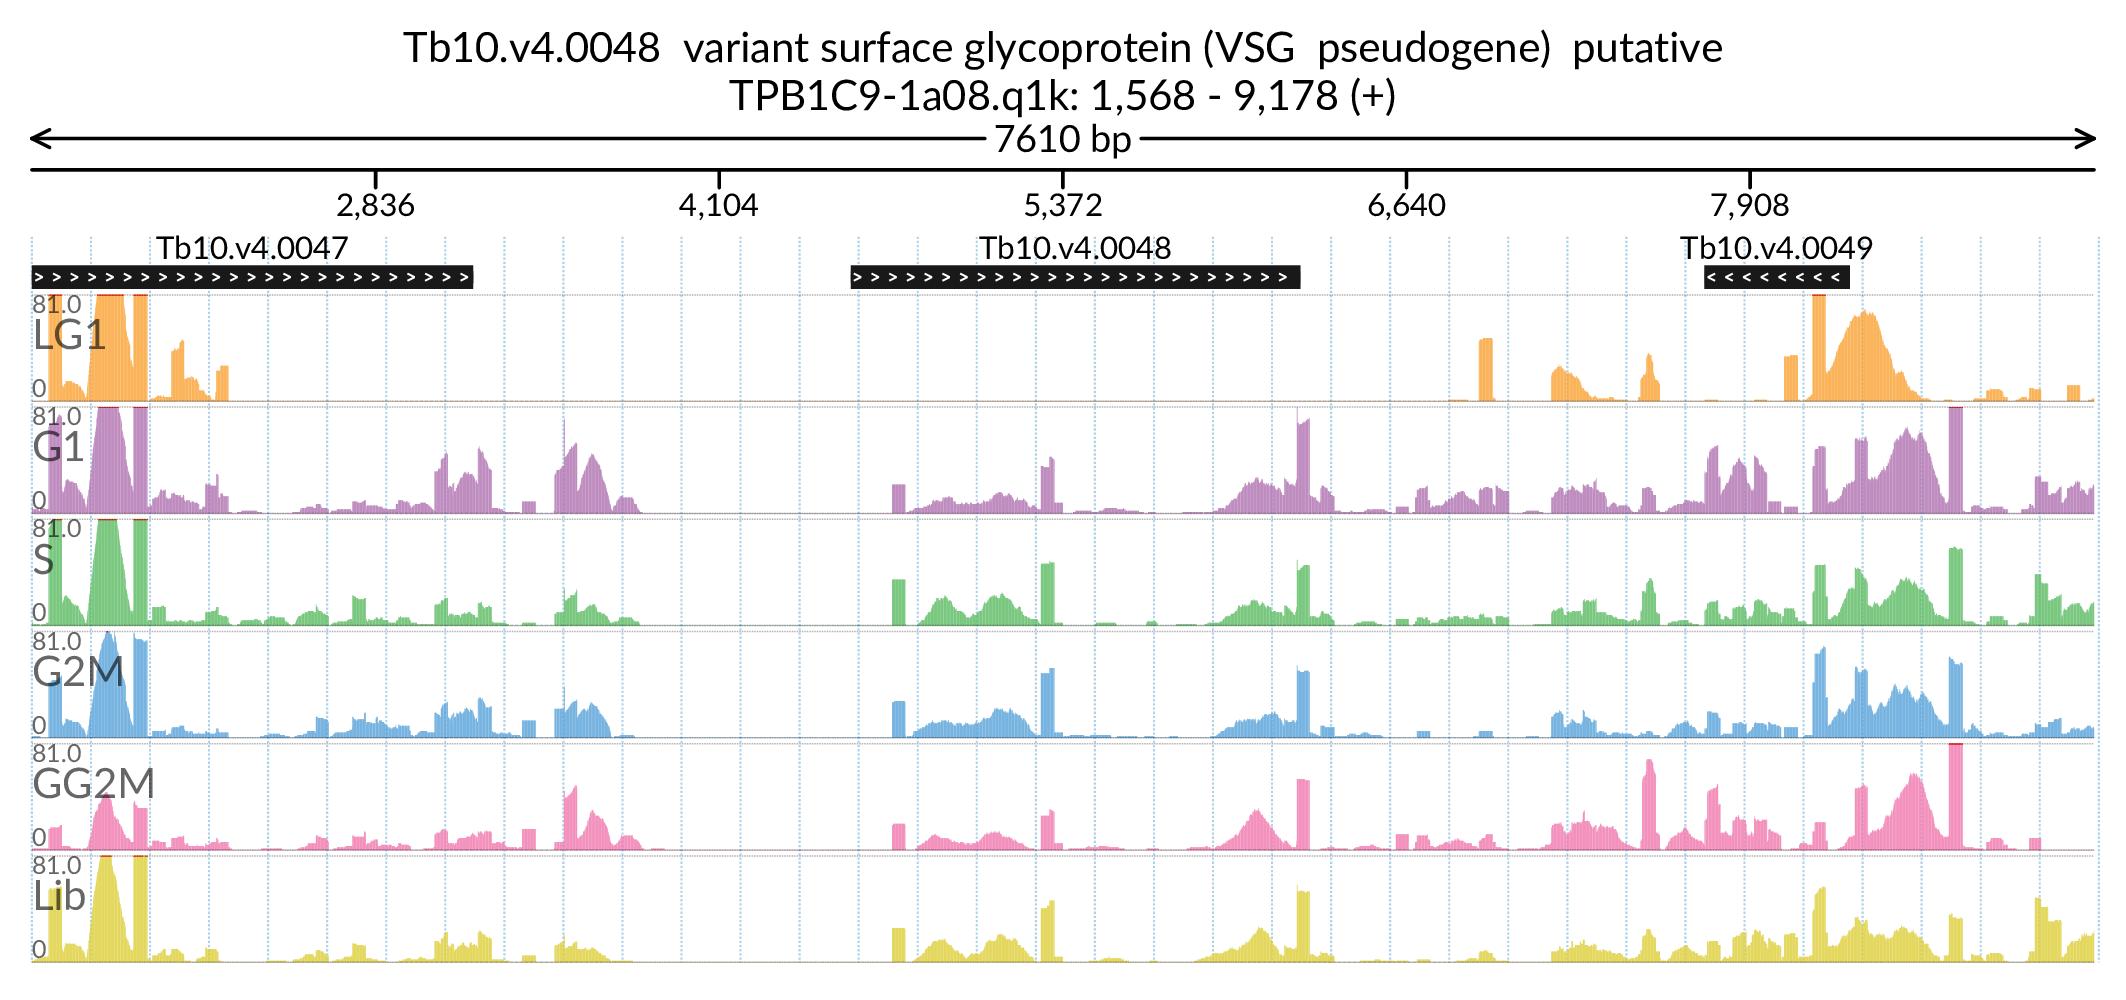 Tb10.v4.0048 variant surface glycoprotein (VSG pseudogene) putative
TPB1C9-1a08.q1k: 1,568 - 9,178 (+)
7610 bp
2,836 4,104 5,372 6,640 7,908
Tb10.v4.0047 Tb10.v4.0048 Tb10.v4.0049
81.0
LG1
0
81.0
G1
0
81.0
S
0
81.0
G2M
0
81.0
GG2M
0
81.0
Lib
0